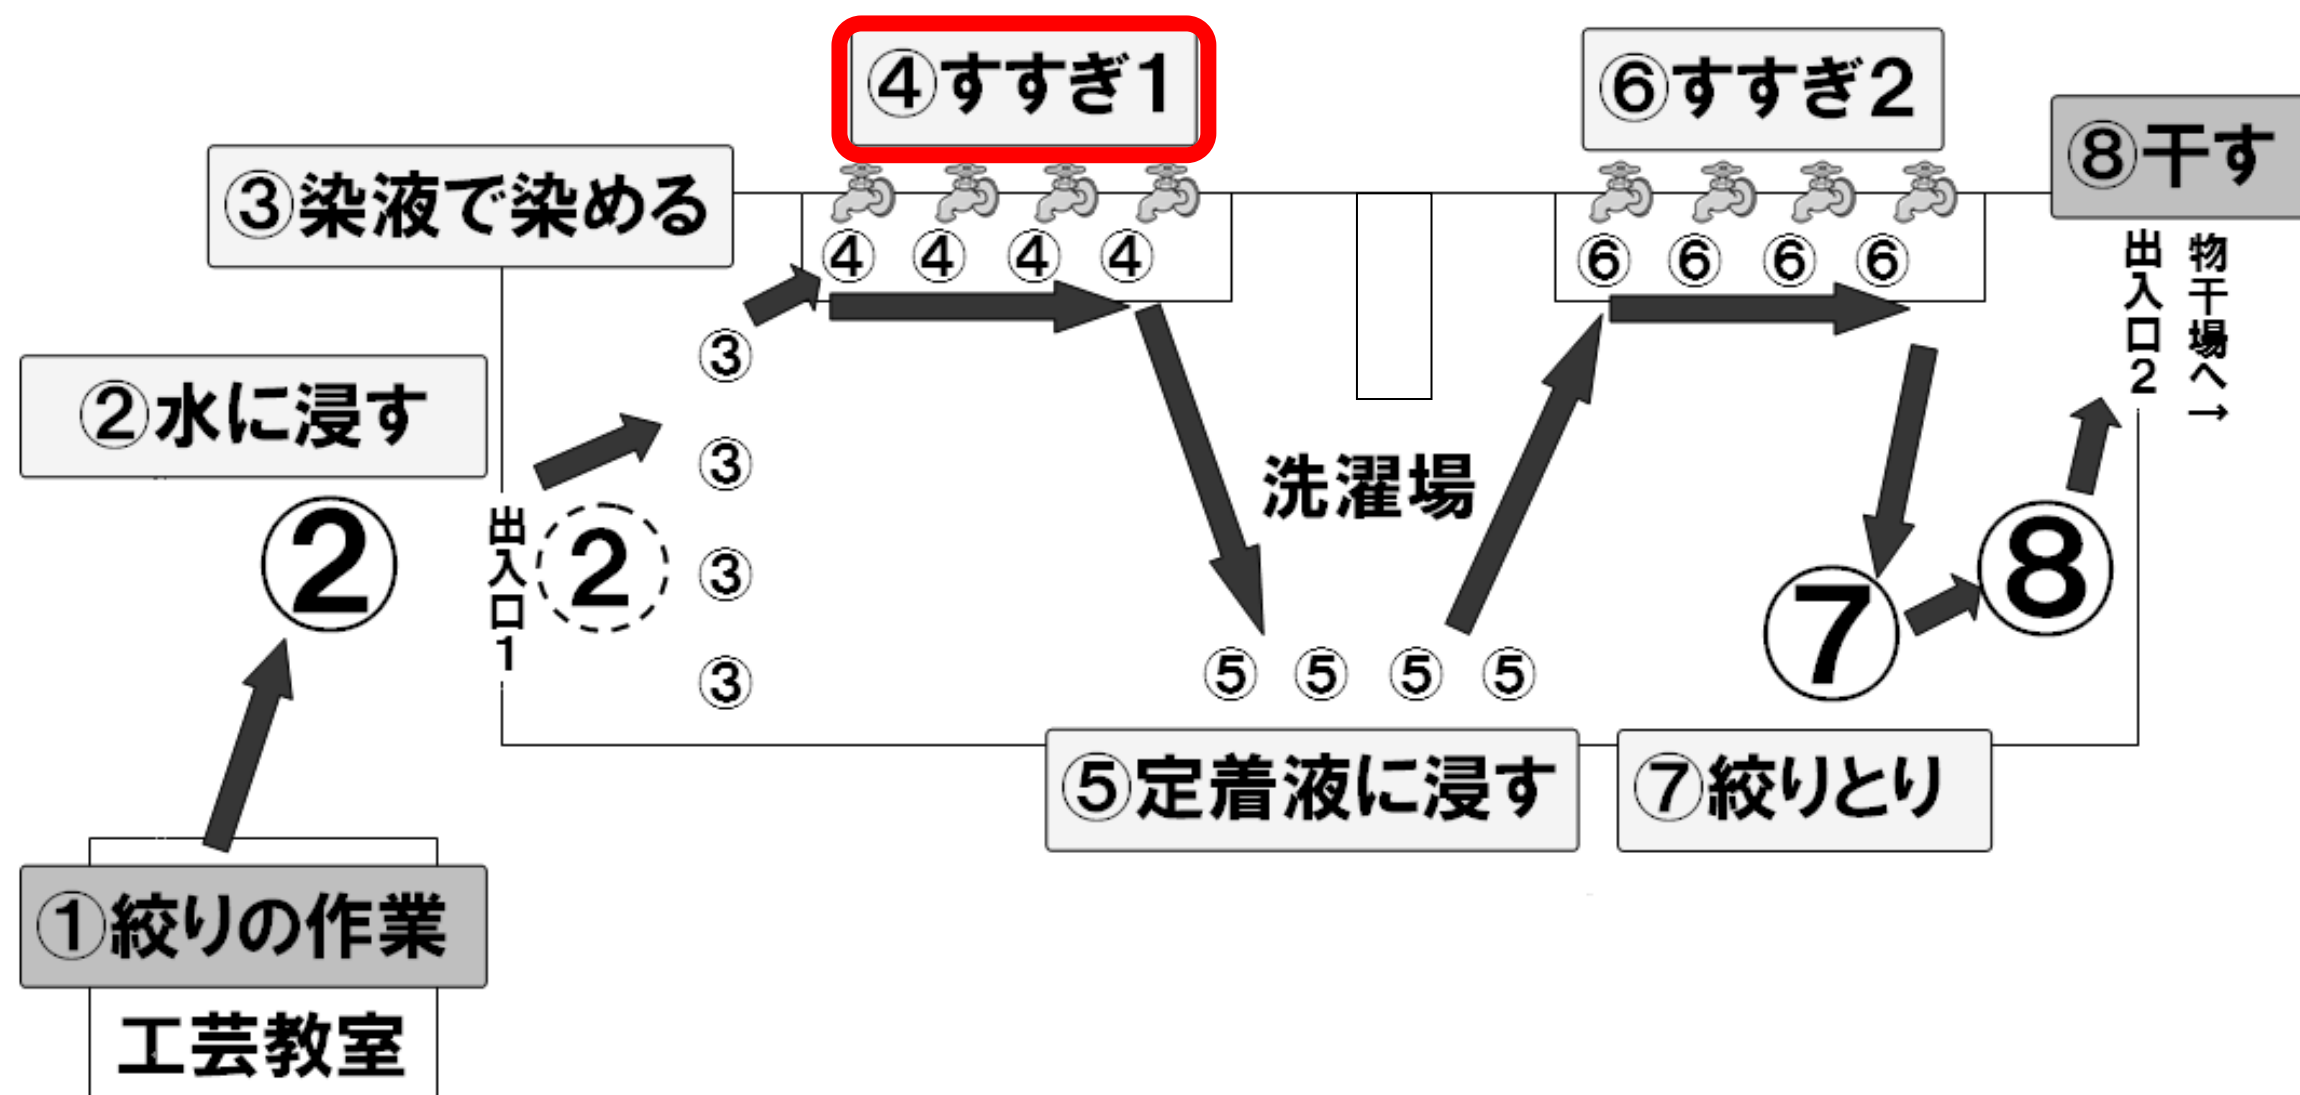 ④すすぎ1
⑥すすぎ2
⑧干す
③染液で染める
④ ④ ④ ④
⑥ ⑥ ⑥ ⑥
出入口2
物干場へ→
③
③
③
③
②水に浸す
②
出入口1
②
洗濯場
⑤ ⑤ ⑤ ⑤
⑦
⑧
⑤定着液に浸す
⑦絞りとり
①絞りの作業
工芸教室